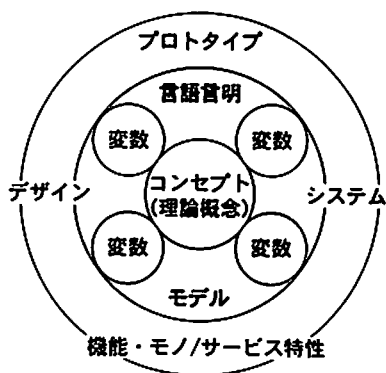 プロトタイプ
言語言明
変数
変数
デザイン
コンセプト
(理論概念)
システム
変数
変数
モデル
機能・モノ/サービス特性